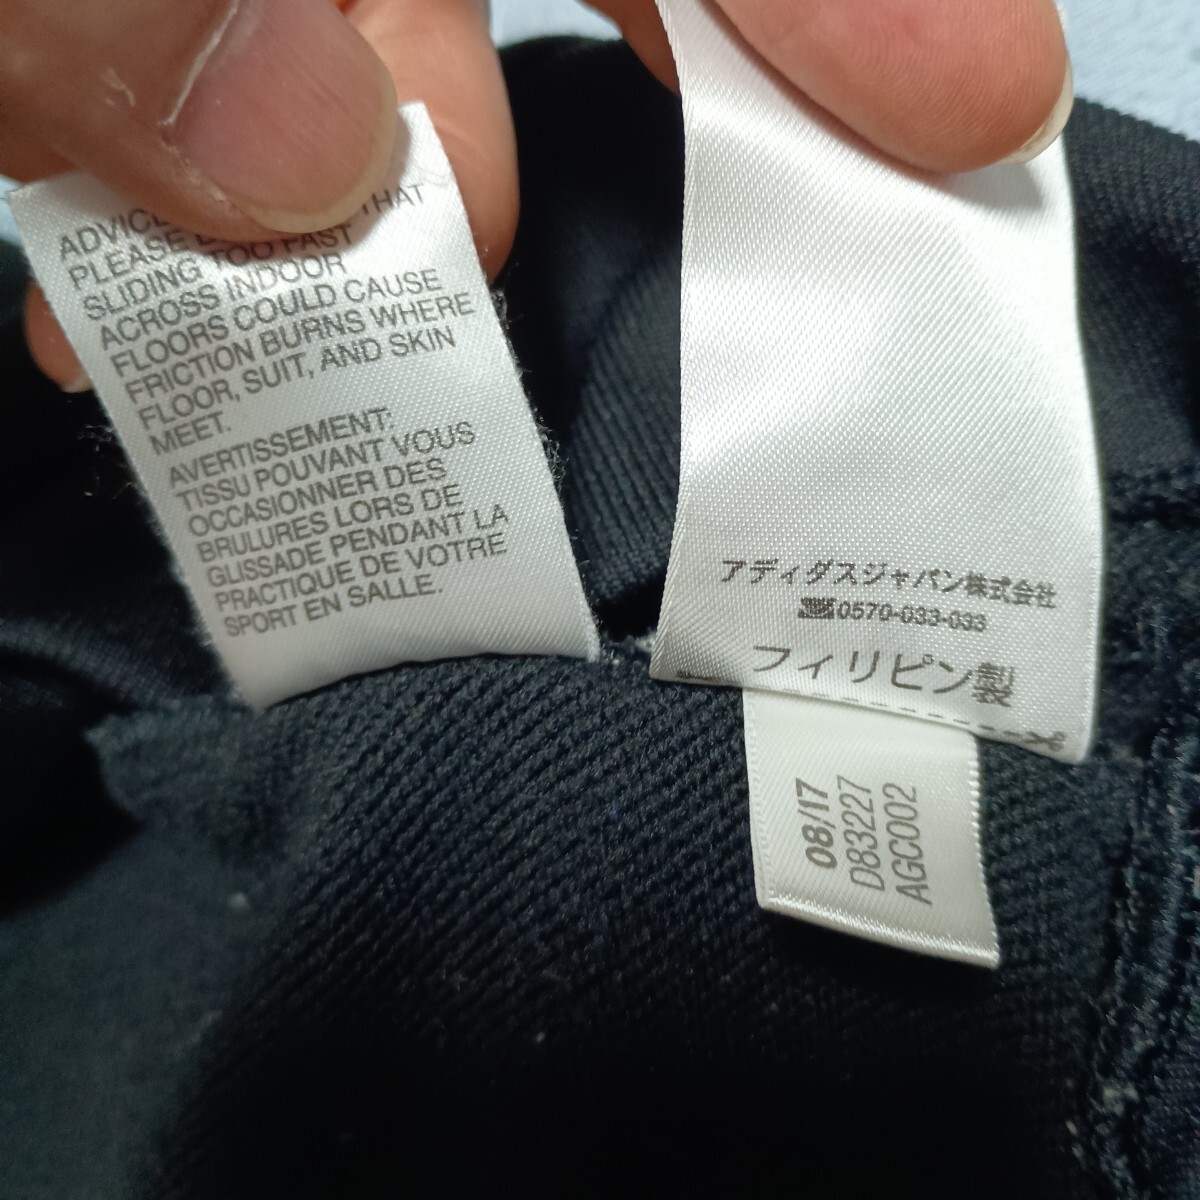 THAT
PLEASE
SLIDING TOO FAST
ACROSS INDOOR
FLOORS COULD CAUSE
FRICTION BURNS WHERE
FLOOR, SUIT, AND SKIN
MEET.
AVERTISSEMENT:
TISSU POUVANT VOUS
OCCASIONNER DES
BRULURES LORS DE
GLISSADE PENDANT LA
PRACTIQUE DE VOTRE
SPORT EN SALLE.
アディダスジャパン株式会社
0570-033-033
フィリピン製
08/17
D83227
AGC002